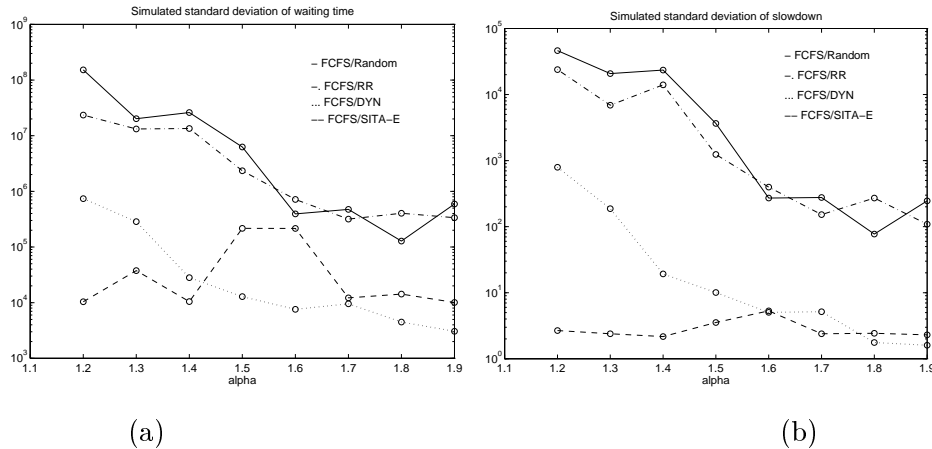 Simulated standard deviation of waiting time
10^9
10^8
10^7
10^6
10^5
10^4
10^3
– FCFS/Random
–. FCFS/RR
... FCFS/DYN
–– FCFS/SITA–E
1.1 1.2 1.3 1.4 1.5 1.6 1.7 1.8 1.9
alpha
(a)
Simulated standard deviation of slowdown
10^5
10^4
10^3
10^2
10^1
10^0
– FCFS/Random
–. FCFS/RR
... FCFS/DYN
–– FCFS/SITA–E
1.1 1.2 1.3 1.4 1.5 1.6 1.7 1.8 1.9
alpha
(b)